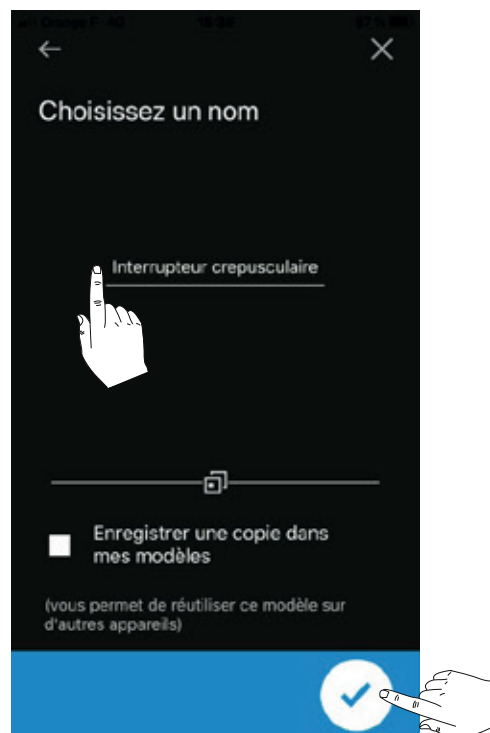 Choisissez un nom
Interrupteur crepusculaire
Enregistrer une copie dans
mes modèles
(vous permet de réutiliser ce modèle sur
d'autres appareils)